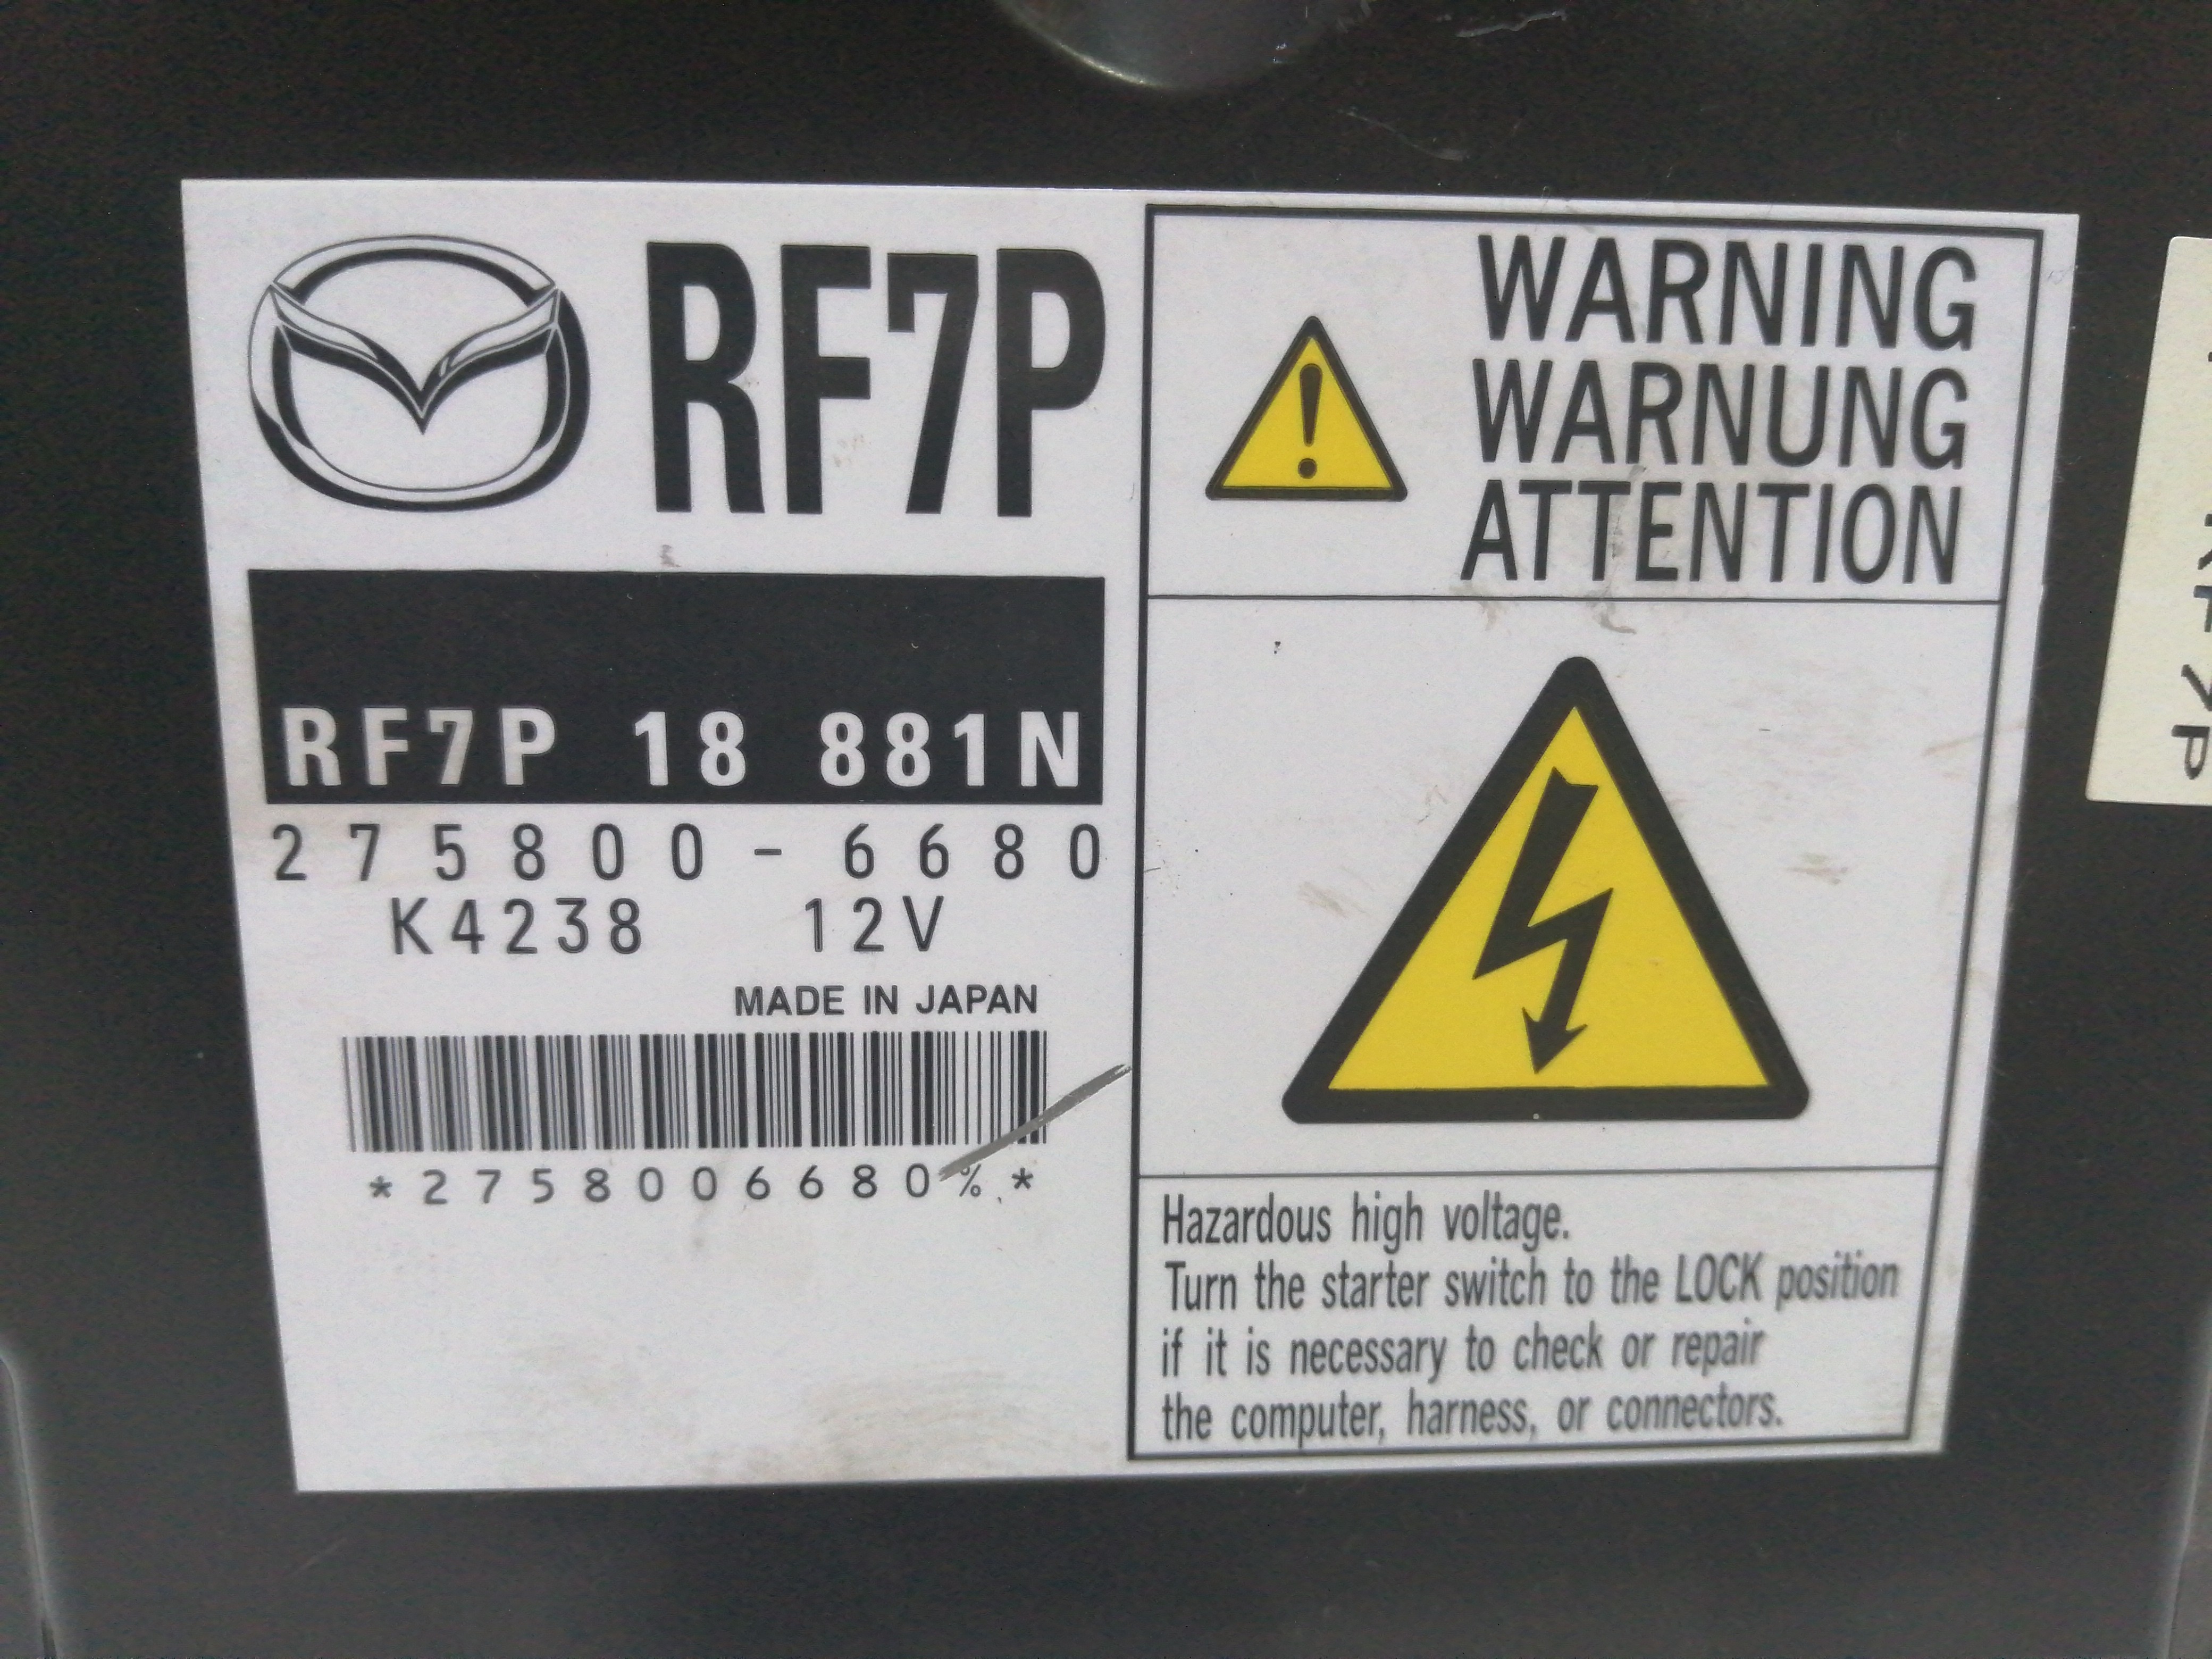 RF7P
RF7P 18 881N
275800-6680
K4238 12V
MADE IN JAPAN
*2758006680%*
WARNING
WARNUNG
ATTENTION
Hazardous high voltage.
Turn the starter switch to the LOCK position
if it is necessary to check or repair
the computer, harness, or connectors.
RF7P